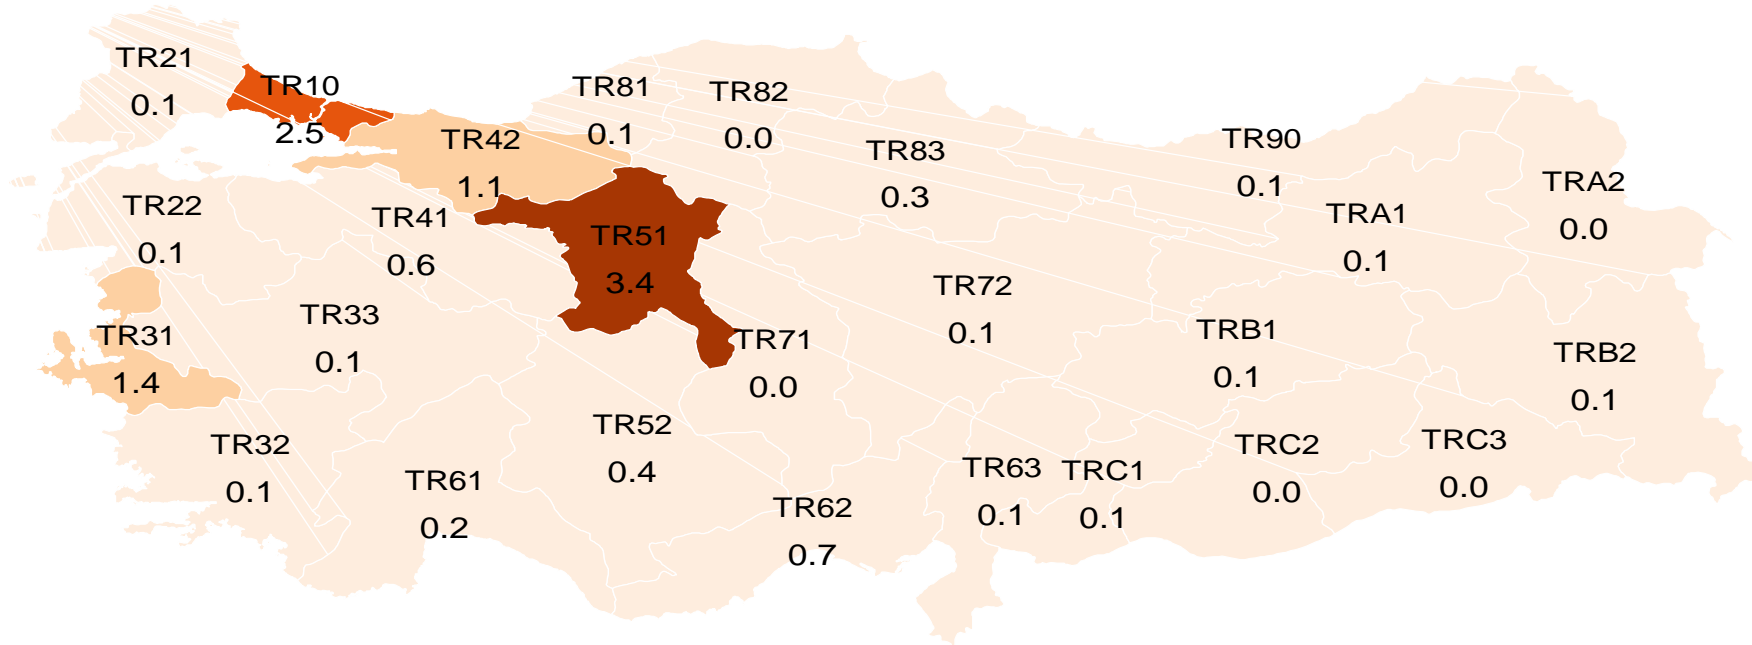 TR21
0.1
TR10
2.5
TR81
0.1
TR82
0.0
TR42
1.1
TR83
0.3
TR90
0.1
TRA2
0.0
TR22
0.1
TR41
0.6
TRA1
0.1
TR51
3.4
TR72
0.1
TR33
0.1
TR31
1.4
TR71
0.0
TRB1
0.1
TRB2
0.1
TR32
0.1
TR52
0.4
TR61
0.2
TR62
0.7
TR63
0.1
TRC1
0.1
TRC2
0.0
TRC3
0.0